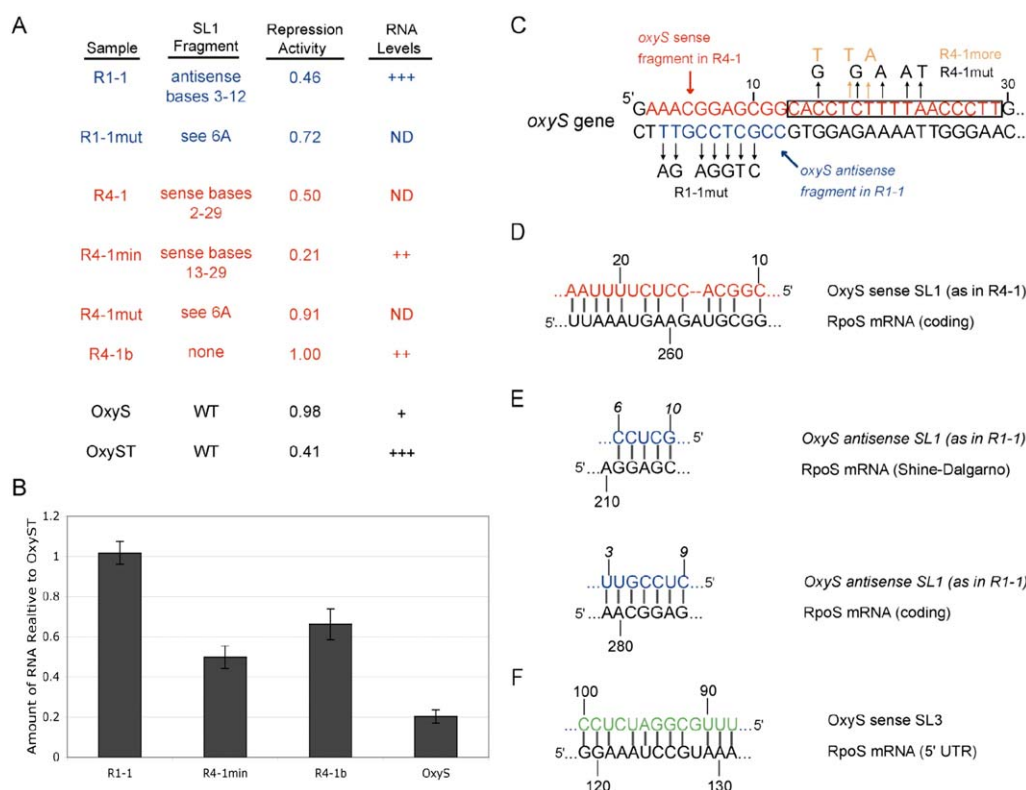 A
Sample SL1 Fragment Repression Activity RNA Levels
R1-1 antisense bases 3-12 0.46 +++
R1-1mut see 6A 0.72 ND
R4-1 sense bases 2-29 0.50 ND
R4-1min sense bases 13-29 0.21 ++
R4-1mut see 6A 0.91 ND
R4-1b none 1.00 ++
OxyS WT 0.98 +
OxyST WT 0.41 +++
B
Amount of RNA Realtive to OxyST
1.2
1
0.8
0.6
0.4
0.2
0
R1-1 R4-1min R4-1b OxyS
C
oxyS sense fragment in R4-1
T T A R4-1more
G G A A T R4-1mut
10 30
5'
oxyS gene
GAAACGGAGCGGCACCTCTTTTAACCCTTG...
CTTTGCCTCGCCGTGGAGAAAATTGGGAAC...
AG AGGTC
R1-1mut
oxyS antisense fragment in R1-1
D
20 10
...AAUUUUCUCC--ACGGC...5' OxyS sense SL1 (as in R4-1)
5'...UUAAAUGAAGAUGCGG... RpoS mRNA (coding)
260
E
6 10
...CCUCG...5' OxyS antisense SL1 (as in R1-1)
5'...AGGAGC... RpoS mRNA (Shine-Dalgarno)
210
3 9
...UUGCCUC...5' OxyS antisense SL1 (as in R1-1)
5'...AACGGAG... RpoS mRNA (coding)
280
F
100 90
...CCUCUAGGCGUUU...5' OxyS sense SL3
5'...GGAAAUCCGUAAA... RpoS mRNA (5' UTR)
120 130